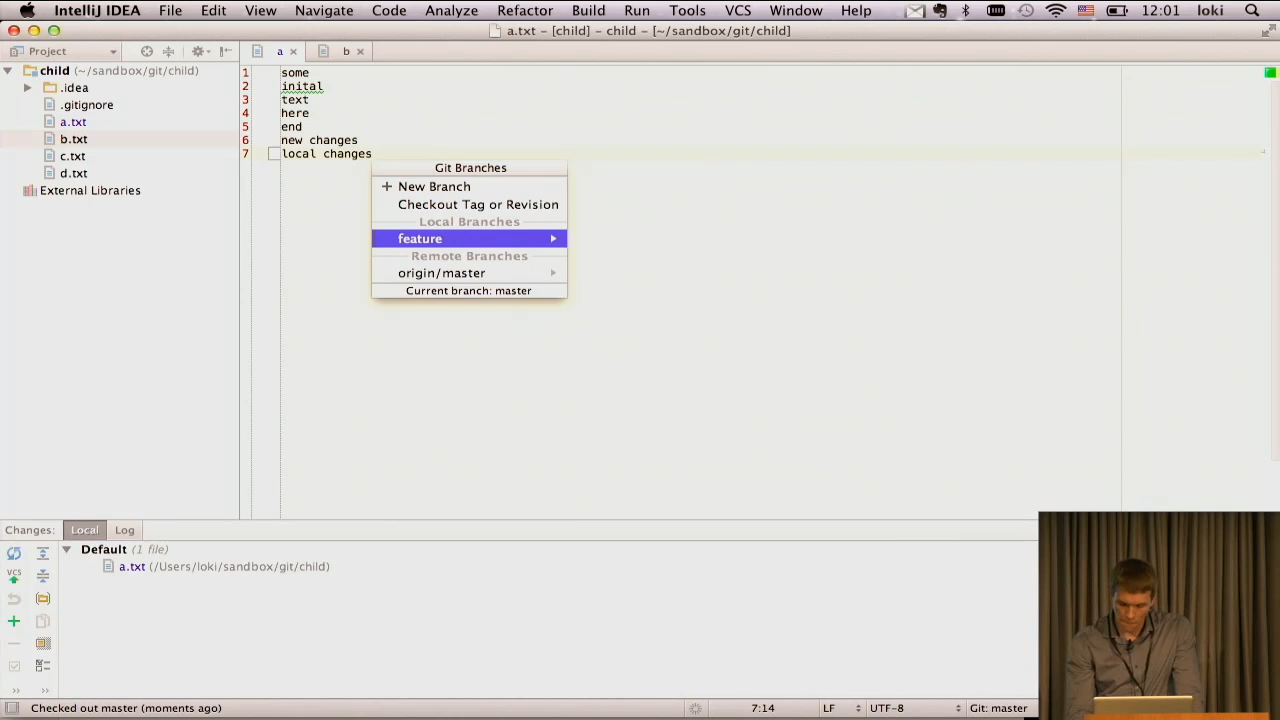 IntelliJ IDEA File Edit View Navigate Code Analyze Refactor Build Run Tools VCS Window Help 12:01 loki
a.txt – [child] – child – [~/sandbox/git/child]
Project
a
b
child (~/sandbox/git/child)
.idea
.gitignore
a.txt
b.txt
c.txt
d.txt
External Libraries
1 some
2 inital
3 text
4 here
5 end
6 new changes
7 local changes
Git Branches
New Branch
Checkout Tag or Revision
Local Branches
feature
Remote Branches
origin/master
Current branch: master
Changes: Local Log
Default (1 file)
a.txt (/Users/loki/sandbox/git/child)
VCS
Checked out master (moments ago) 7:14 LF UTF-8 Git: master